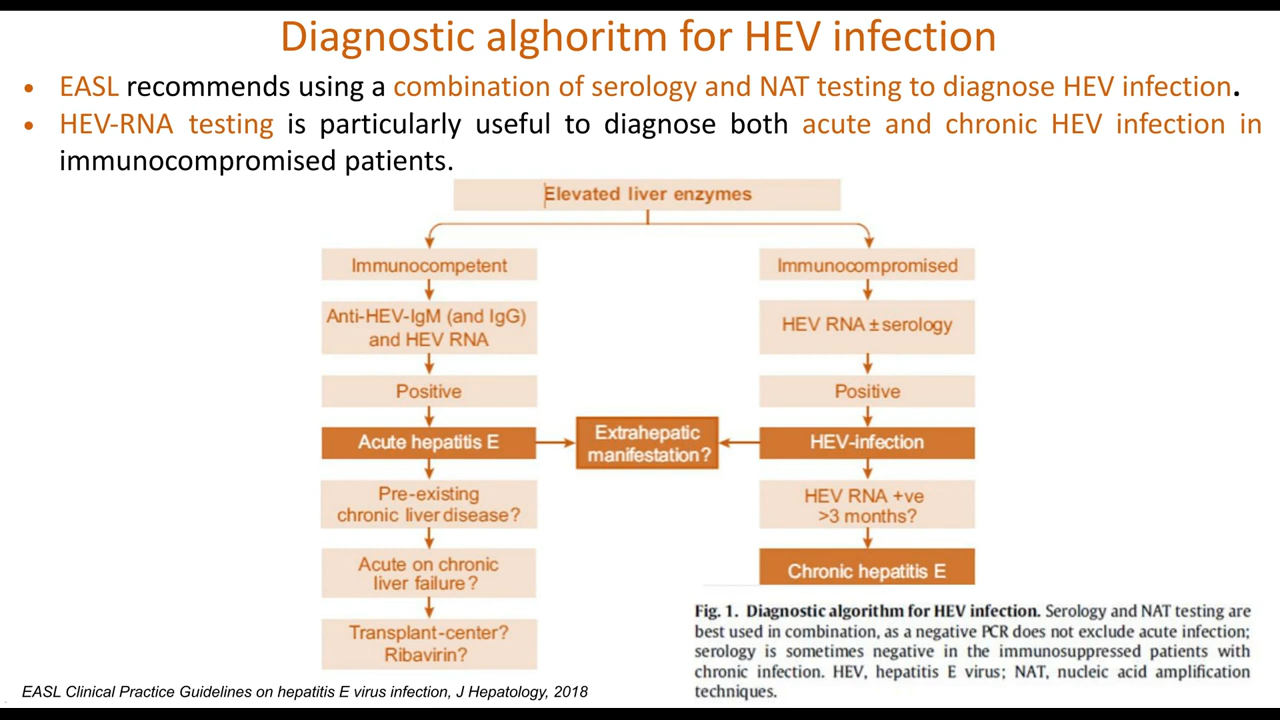 Diagnostic alghoritm for HEV infection
• EASL recommends using a combination of serology and NAT testing to diagnose HEV infection.
• HEV-RNA testing is particularly useful to diagnose both acute and chronic HEV infection in
immunocompromised patients.
Elevated liver enzymes
Immunocompetent
Anti-HEV-IgM (and IgG)
and HEV RNA
Positive
Acute hepatitis E
Pre-existing
chronic liver disease?
Acute on chronic
liver failure?
Transplant-center?
Ribavirin?
Extrahepatic
manifestation?
Immunocompromised
HEV RNA ± serology
Positive
HEV-infection
HEV RNA +ve
>3 months?
Chronic hepatitis E
Fig. 1. Diagnostic algorithm for HEV infection. Serology and NAT testing are
best used in combination, as a negative PCR does not exclude acute infection;
serology is sometimes negative in the immunosuppressed patients with
chronic infection. HEV, hepatitis E virus; NAT, nucleic acid amplification
techniques.
EASL Clinical Practice Guidelines on hepatitis E virus infection, J Hepatology, 2018